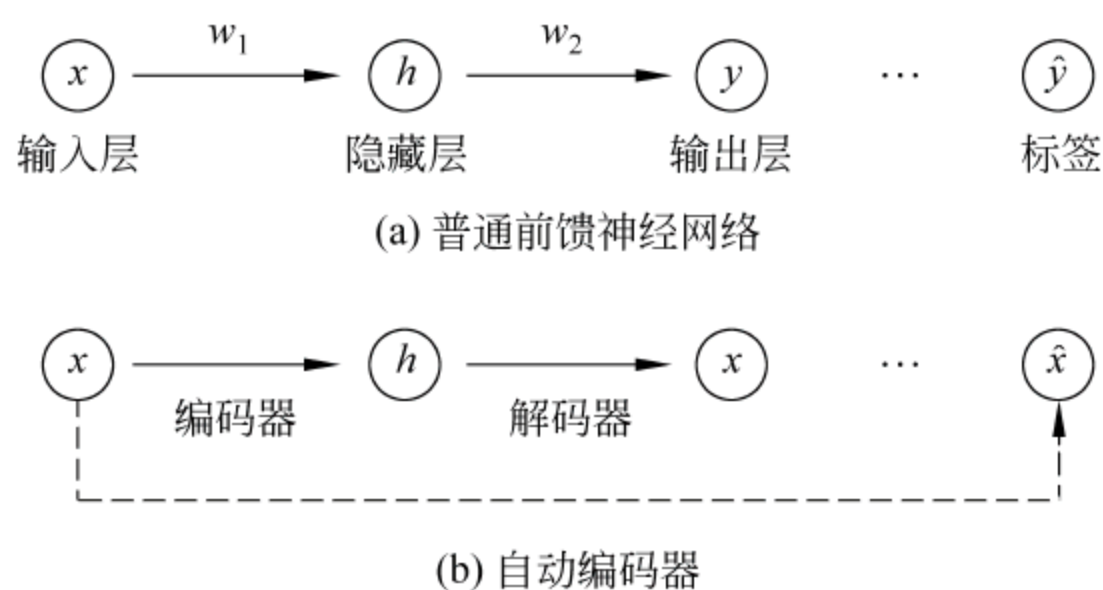 w1 w2
x h y … ŷ
输入层 隐藏层 输出层 标签
(a) 普通前馈神经网络
x h x … x̂
编码器 解码器
(b) 自动编码器